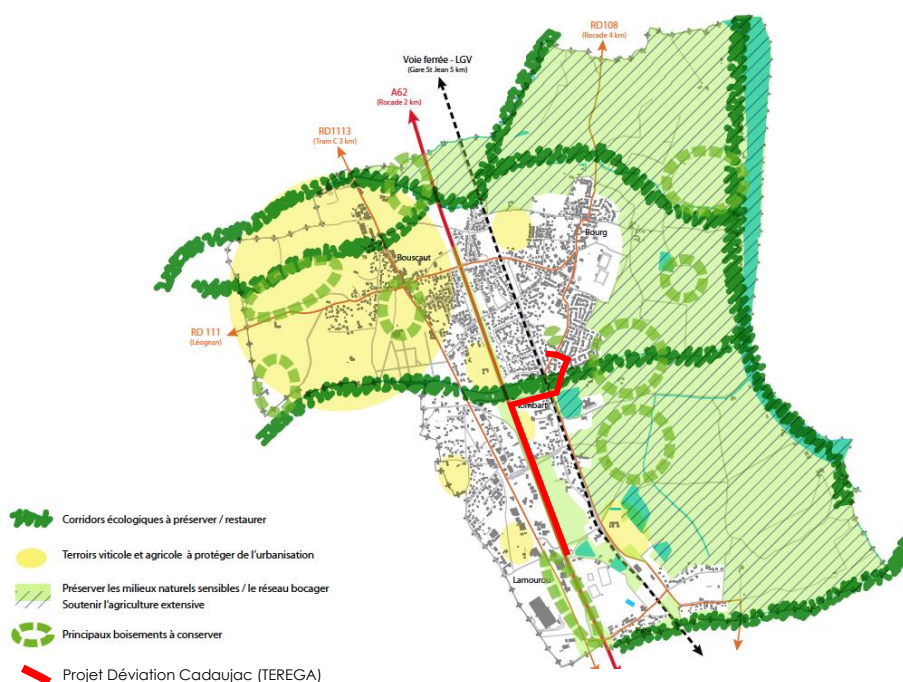 RD108
(Rocade 4 km)
Voie ferrée - LGV
(Gare St Jean 5 km)
A62
(Rocade 2 km)
RD1113
(Tram C 3 km)
Bourg
Bouscaut
RD 111
(Léognan)
Lamourou
Corridors écologiques à préserver / restaurer
Terroirs viticole et agricole à protéger de l'urbanisation
Préserver les milieux naturels sensibles / le réseau bocager
Soutenir l'agriculture extensive
Principaux boisements à conserver
Projet Déviation Cadaujac (TEREGA)